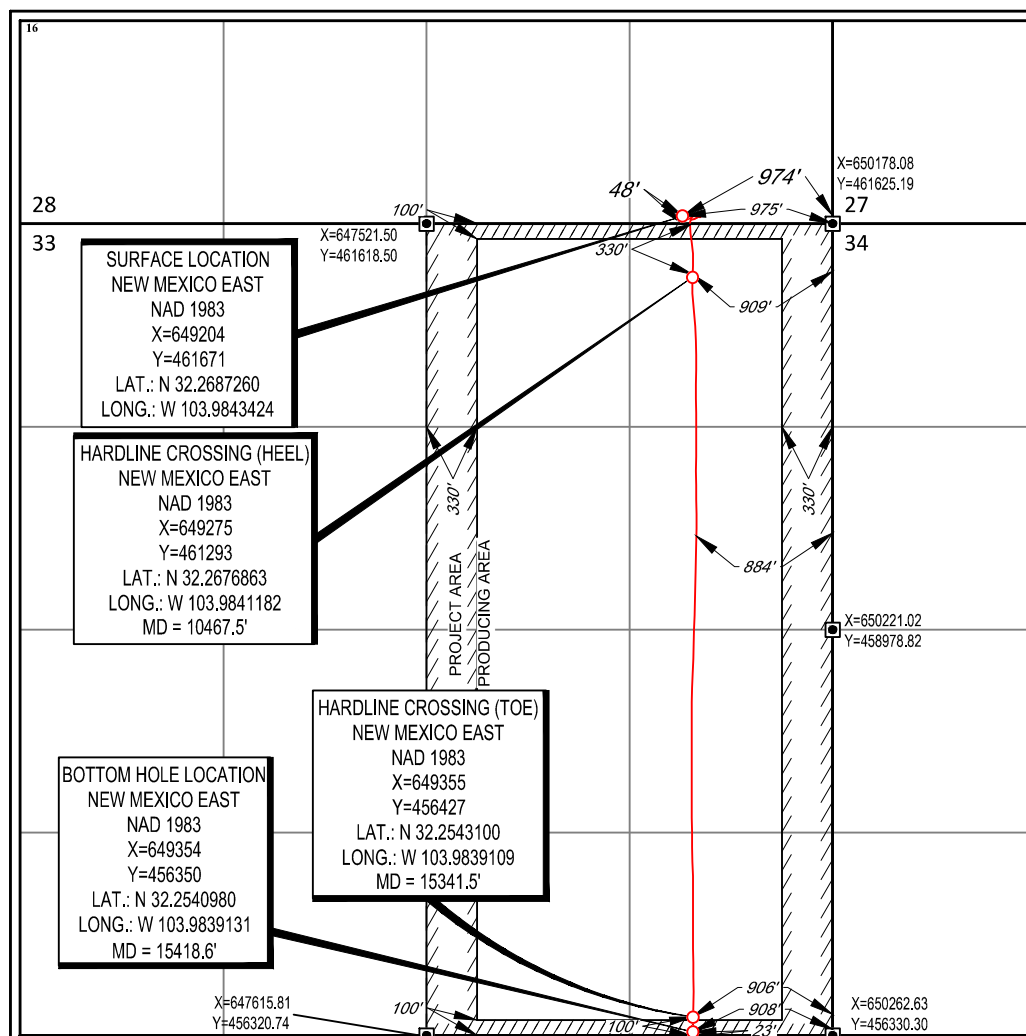 16
28
33
27
34
X=650178.08
Y=461625.19
48'
974'
975'
100'
X=647521.50
Y=461618.50
330'
909'
SURFACE LOCATION
NEW MEXICO EAST
NAD 1983
X=649204
Y=461671
LAT.: N 32.2687260
LONG.: W 103.9843424
HARDLINE CROSSING (HEEL)
NEW MEXICO EAST
NAD 1983
X=649275
Y=461293
LAT.: N 32.2676863
LONG.: W 103.9841182
MD = 10467.5'
330'
330'
PROJECT AREA
PRODUCING AREA
884'
X=650221.02
Y=458978.82
HARDLINE CROSSING (TOE)
NEW MEXICO EAST
NAD 1983
X=649355
Y=456427
LAT.: N 32.2543100
LONG.: W 103.9839109
MD = 15341.5'
BOTTOM HOLE LOCATION
NEW MEXICO EAST
NAD 1983
X=649354
Y=456350
LAT.: N 32.2540980
LONG.: W 103.9839131
MD = 15418.6'
X=647615.81
Y=456320.74
100'
906'
908'
100'
23'
X=650262.63
Y=456330.30